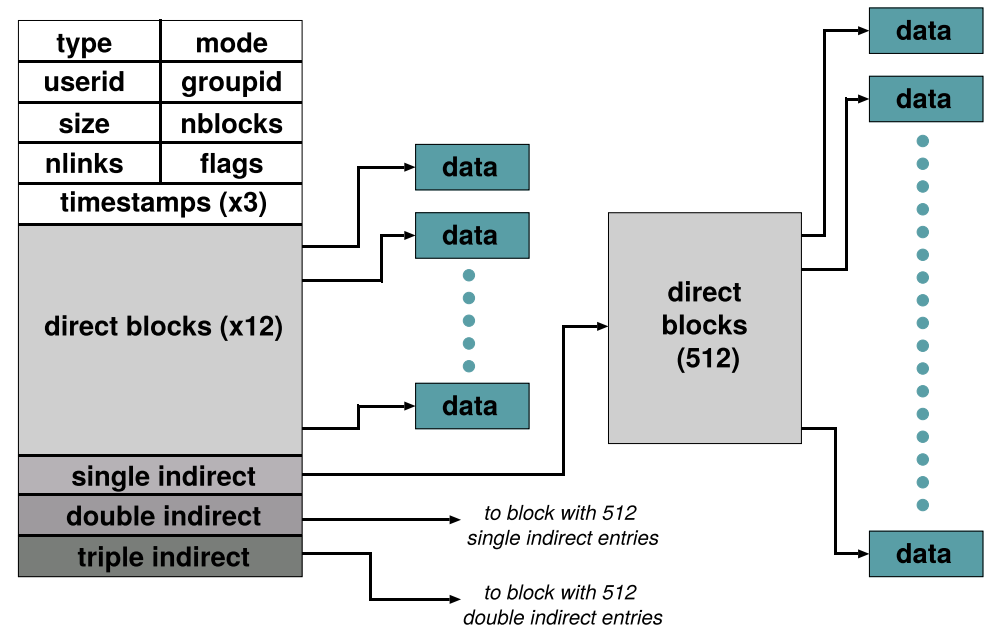 type mode
userid groupid
size nblocks
nlinks flags
timestamps (x3)
direct blocks (x12)
single indirect
double indirect
triple indirect
data
data
data
to block with 512
single indirect entries
to block with 512
double indirect entries
direct
blocks
(512)
data
data
data